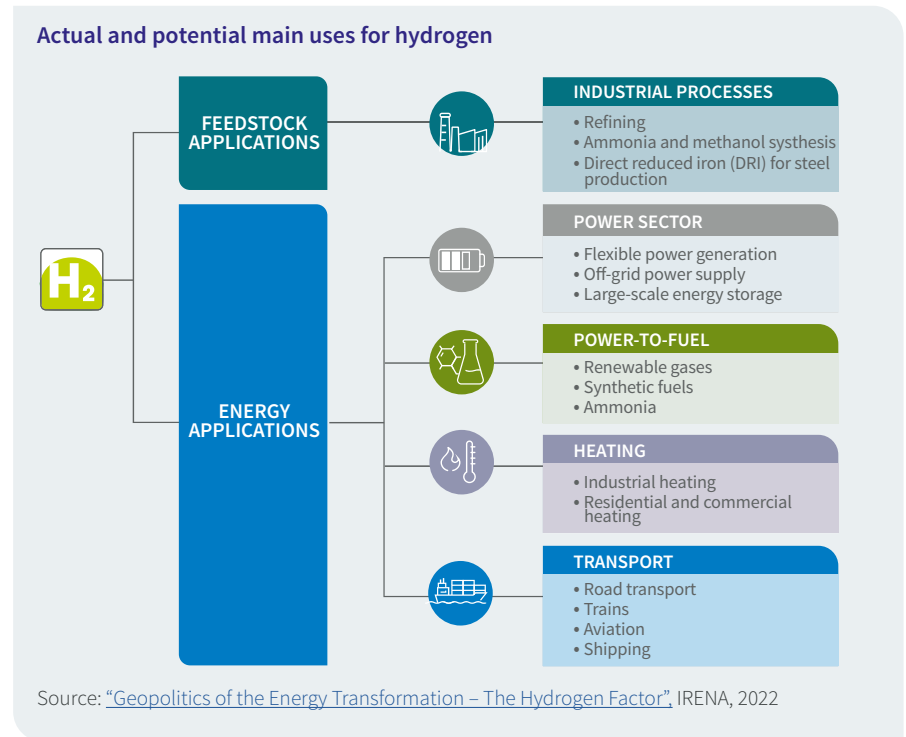 Actual and potential main uses for hydrogen
FEEDSTOCK
APPLICATIONS
INDUSTRIAL PROCESSES
• Refining
• Ammonia and methanol systhesis
• Direct reduced iron (DRI) for steel
production
H2
ENERGY
APPLICATIONS
POWER SECTOR
• Flexible power generation
• Off-grid power supply
• Large-scale energy storage
POWER-TO-FUEL
• Renewable gases
• Synthetic fuels
• Ammonia
HEATING
• Industrial heating
• Residential and commercial
heating
TRANSPORT
• Road transport
• Trains
• Aviation
• Shipping
Source: “Geopolitics of the Energy Transformation – The Hydrogen Factor”, IRENA, 2022